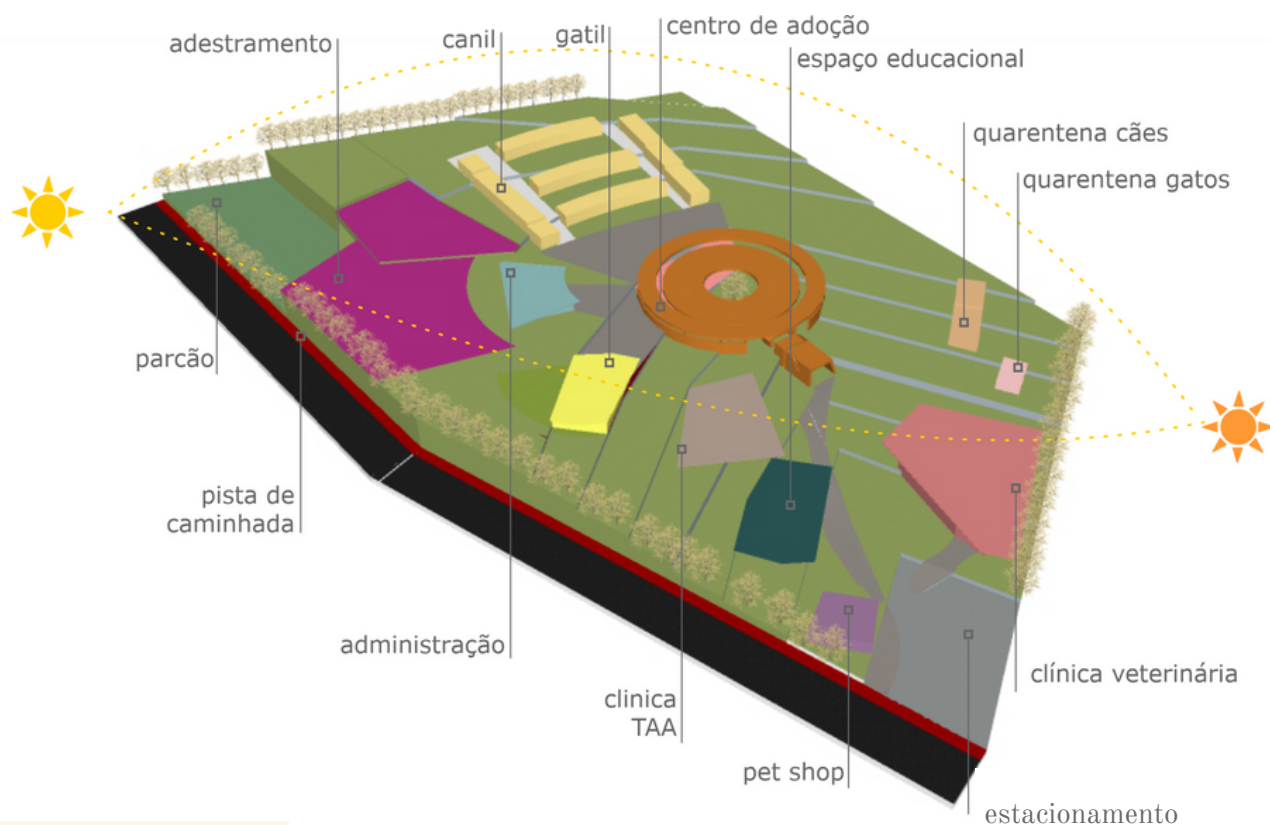 centro de adoção
gatil
canil
adestramento
espaço educacional
quarentena cães
quarentena gatos
parcão
pista de
caminhada
administração
clínica veterinária
clinica
TAA
pet shop
estacionamento